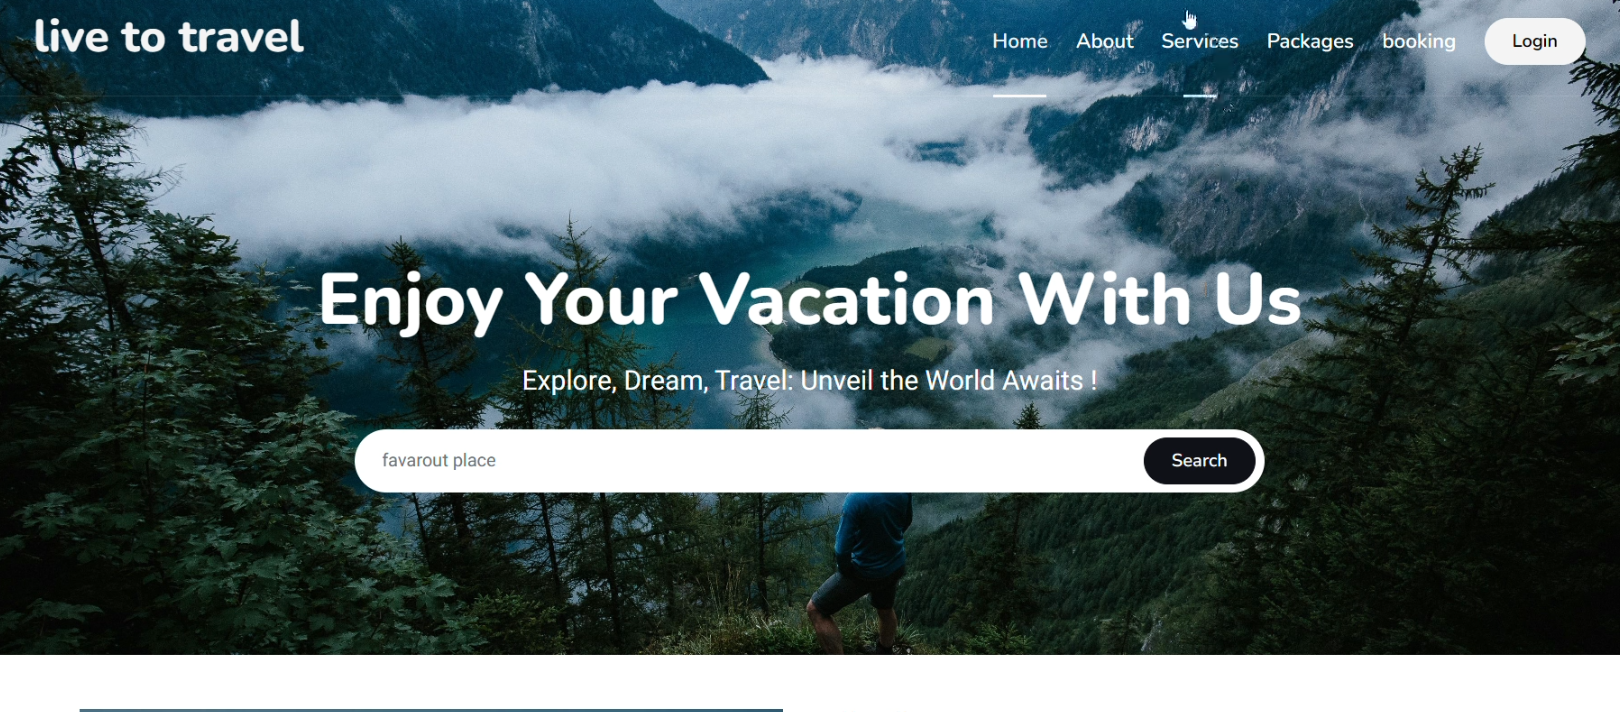 live to travel
Home About Services Packages booking Login
Enjoy Your Vacation With Us
Explore, Dream, Travel: Unveil the World Awaits !
favarout place Search